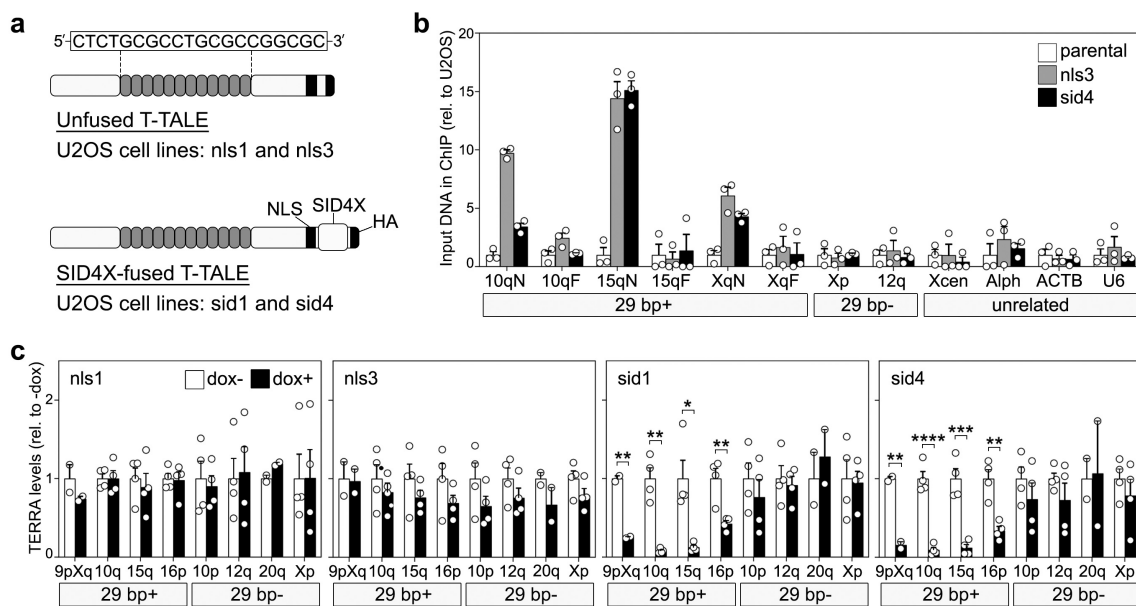 a
5′-CTCTGCGCCTGCGCCGGCGC-3′
Unfused T-TALE
U2OS cell lines: nls1 and nls3
NLS
SID4X
HA
SID4X-fused T-TALE
U2OS cell lines: sid1 and sid4
b
Input DNA in ChIP (rel. to U2OS)
20
15
10
5
0
parental
nls3
sid4
10qN 10qF 15qN 15qF XqN XqF Xp 12q Xcen Alph ACTB U6
29 bp+ 29 bp- unrelated
c
TERRA levels (rel. to -dox)
2
1
0
nls1 dox- dox+
nls3
sid1
sid4
** ** * **
** **** *** **
9pXq 10q 15q 16p 10p 12q 20q Xp
29 bp+ 29 bp-
9pXq 10q 15q 16p 10p 12q 20q Xp
29 bp+ 29 bp-
9pXq 10q 15q 16p 10p 12q 20q Xp
29 bp+ 29 bp-
9pXq 10q 15q 16p 10p 12q 20q Xp
29 bp+ 29 bp-